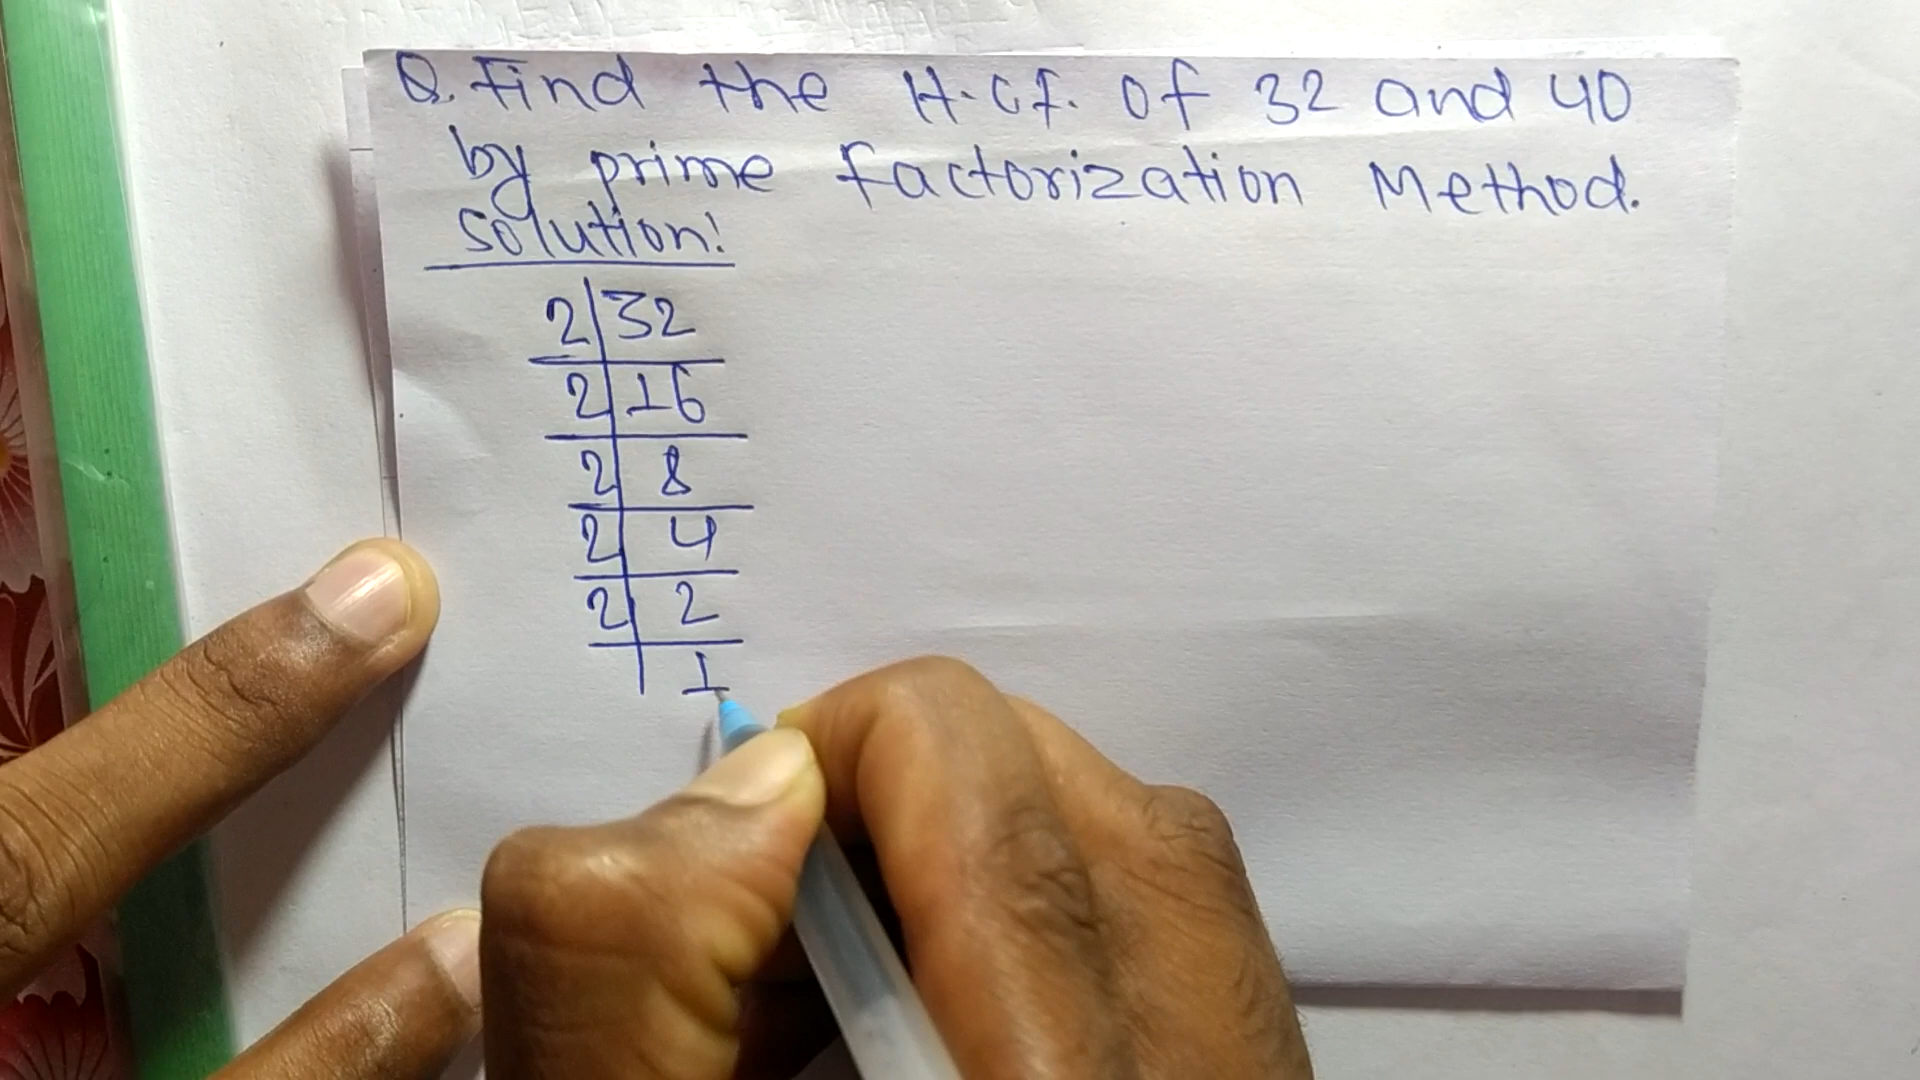 Q. Find the H.C.F. of 32 and 40
by prime factorization Method.
Solution:
2 | 32
2 | 16
2 | 8
2 | 4
2 | 2
| 1